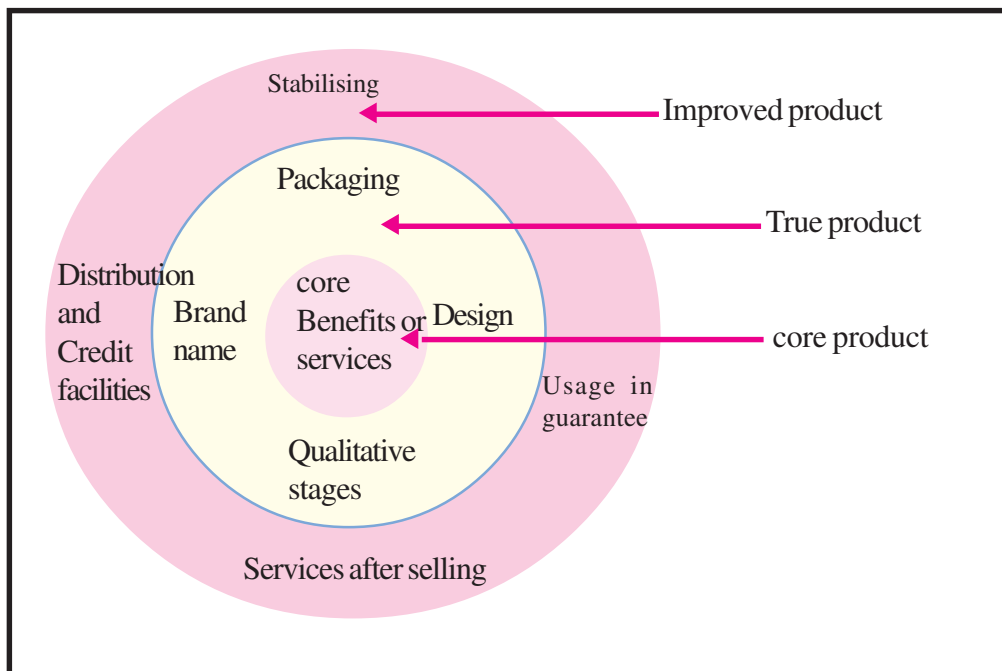 Stabilising
Improved product
Packaging
True product
Distribution
and
Credit
facilities
Brand
name
core
Benefits or
services
Design
core product
Usage in
guarantee
Qualitative
stages
Services after selling